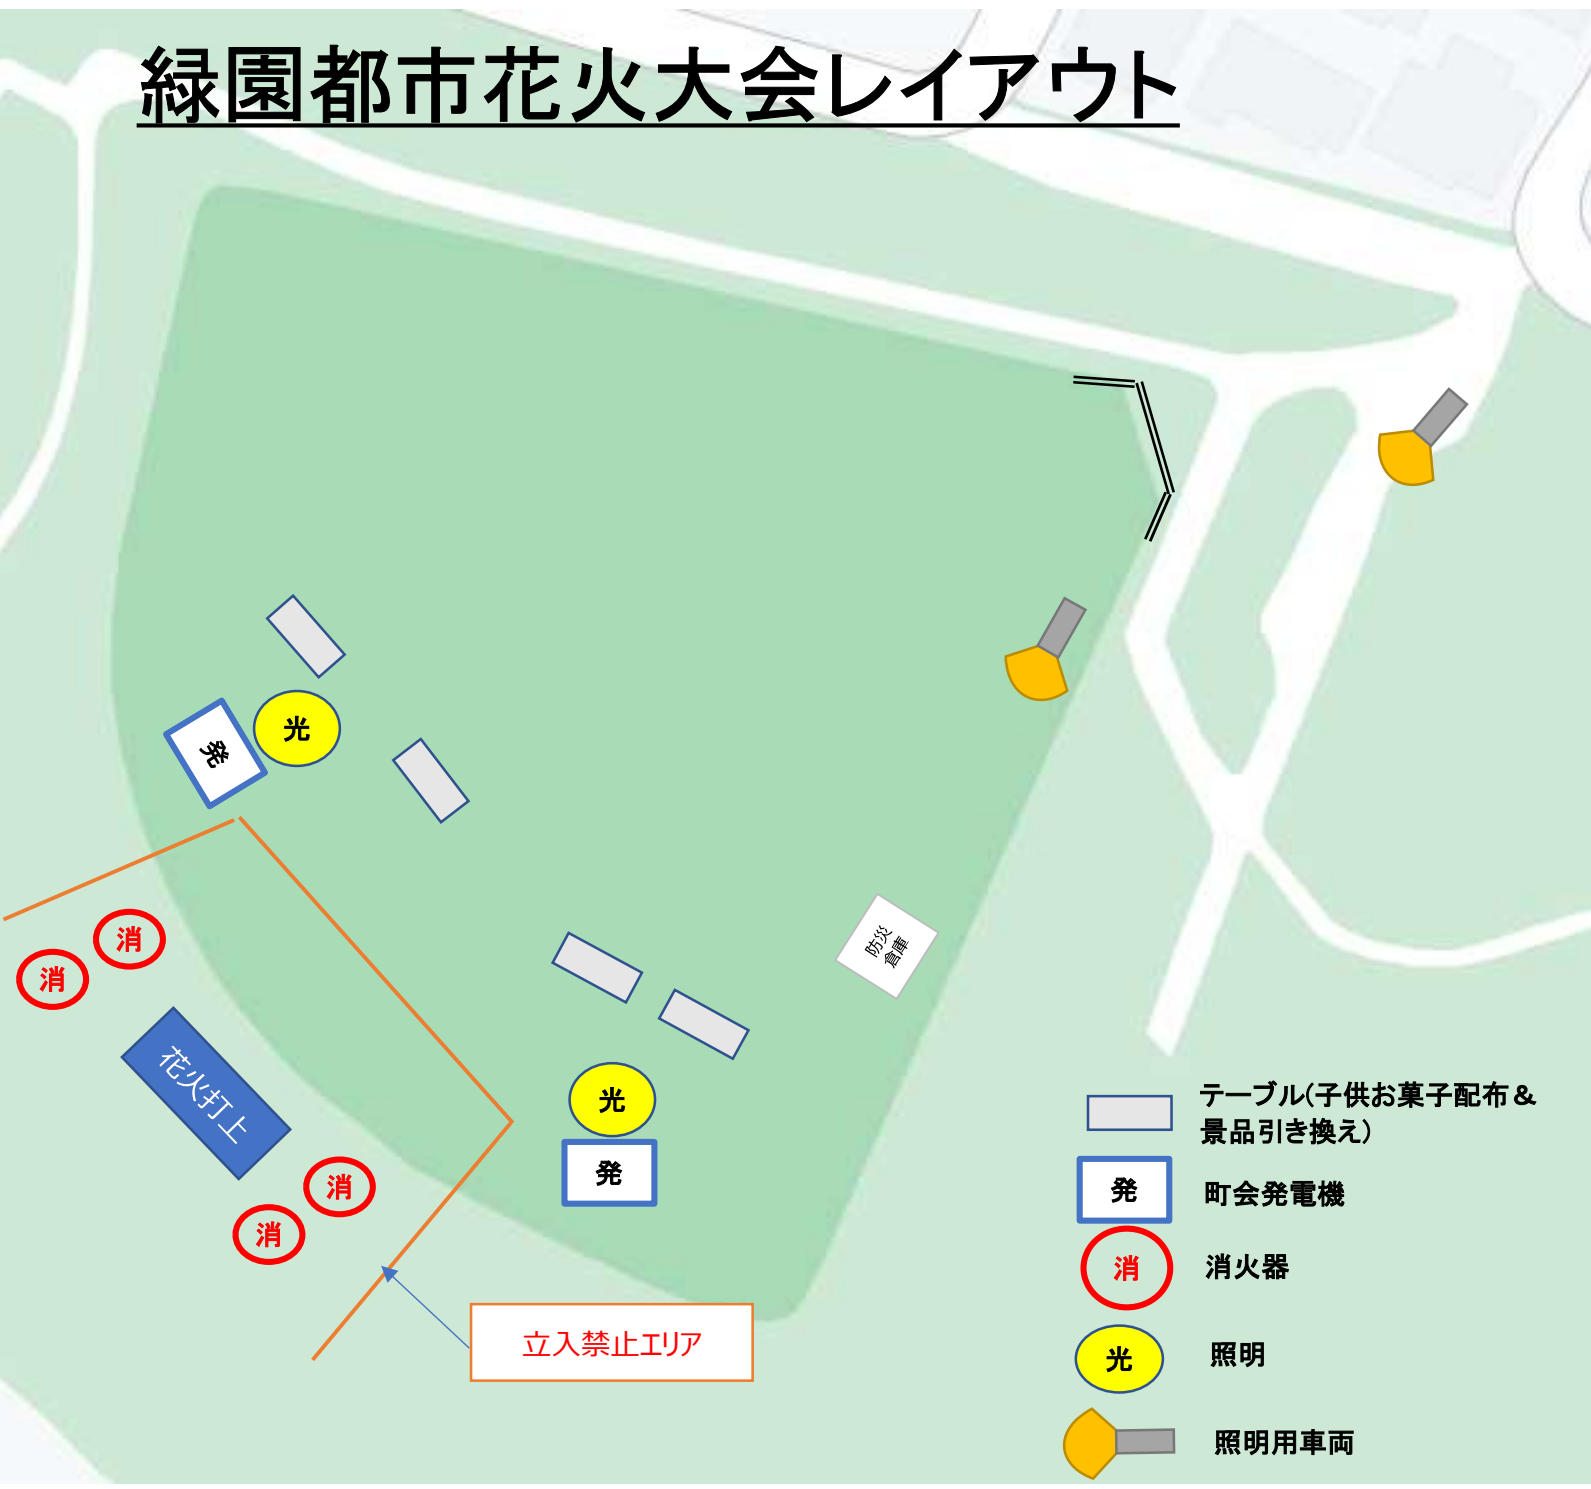 緑園都市花火大会レイアウト
発
光
消
消
花火打上
消
消
防災
倉庫
光
発
立入禁止エリア
テーブル(子供お菓子配布&
景品引き換え)
発 町会発電機
消 消火器
光 照明
照明用車両